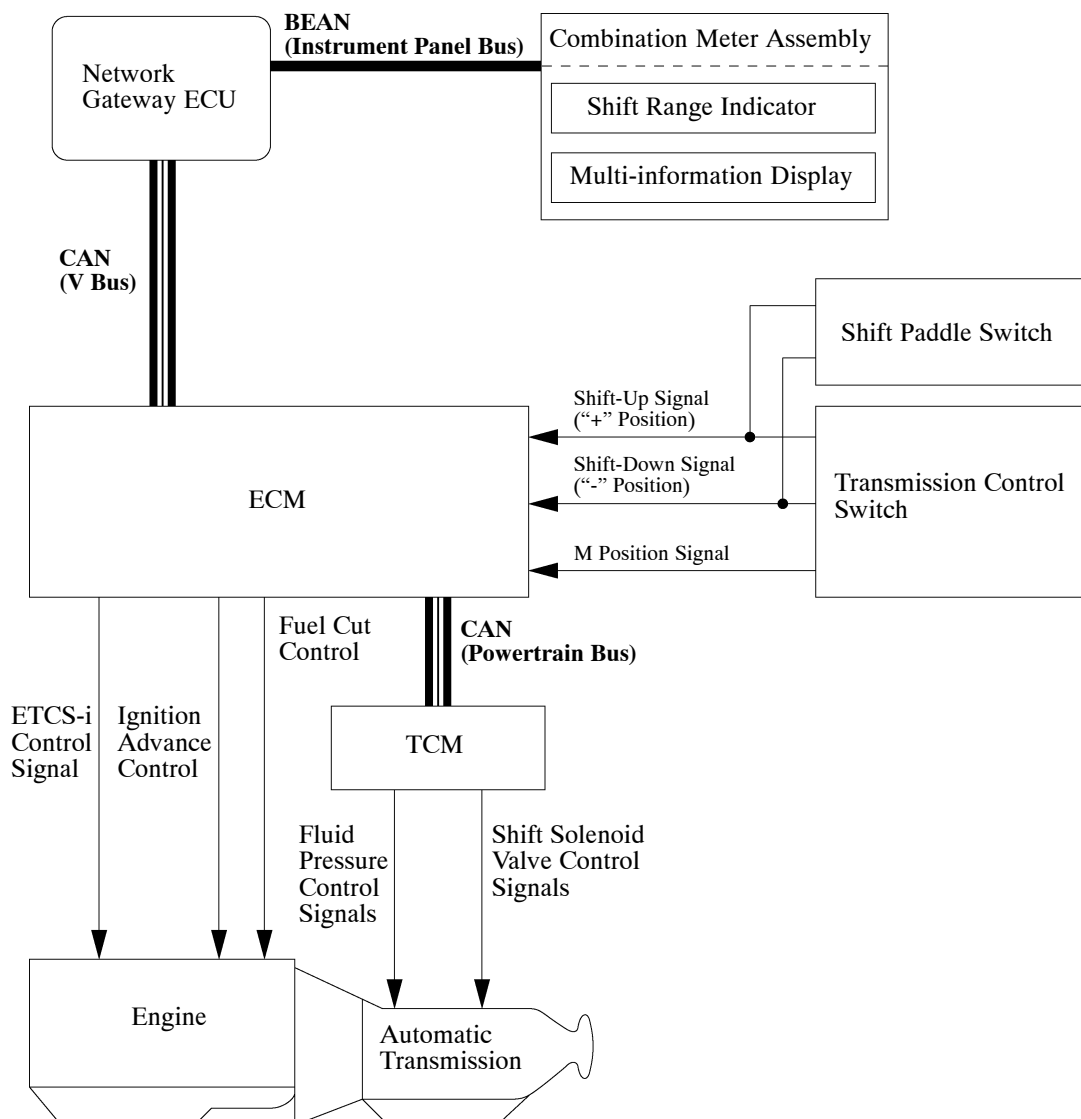 BEAN
(Instrument Panel Bus)
Combination Meter Assembly
Network
Gateway ECU
Shift Range Indicator
Multi-information Display
CAN
(V Bus)
Shift Paddle Switch
Shift-Up Signal
(“+” Position)
Shift-Down Signal
(“-” Position)
Transmission Control
Switch
ECM
M Position Signal
Fuel Cut
Control
CAN
(Powertrain Bus)
ETCS-i
Control
Signal
Ignition
Advance
Control
TCM
Fluid
Pressure
Control
Signals
Shift Solenoid
Valve Control
Signals
Engine
Automatic
Transmission